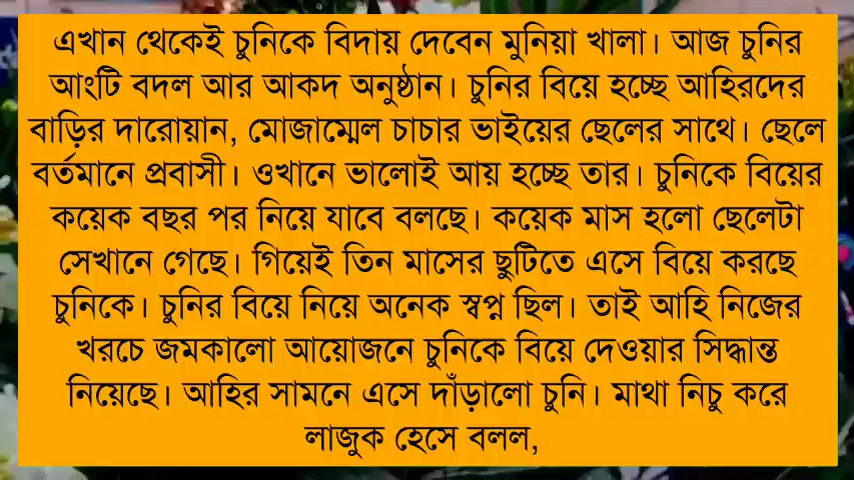 এখান থেকেই চুনিকে বিদায় দেবেন মুনিয়া খালা। আজ চুনির
আংটি বদল আর আকদ অনুষ্ঠান। চুনির বিয়ে হচ্ছে আহিরদের
বাড়ির দারোয়ান, মোজাম্মেল চাচার ভাইয়ের ছেলের সাথে। ছেলে
বর্তমানে প্রবাসী। ওখানে ভালোই আয় হচ্ছে তার। চুনিকে বিয়ের
কয়েক বছর পর নিয়ে যাবে বলছে। কয়েক মাস হলো ছেলেটা
সেখানে গেছে। গিয়েই তিন মাসের ছুটিতে এসে বিয়ে করছে
চুনিকে। চুনির বিয়ে নিয়ে অনেক স্বপ্ন ছিল। তাই আহি নিজের
খরচে জমকালো আয়োজনে চুনিকে বিয়ে দেওয়ার সিদ্ধান্ত
নিয়েছে। আহির সামনে এসে দাঁড়ালো চুনি। মাথা নিচু করে
লাজুক হেসে বলল,